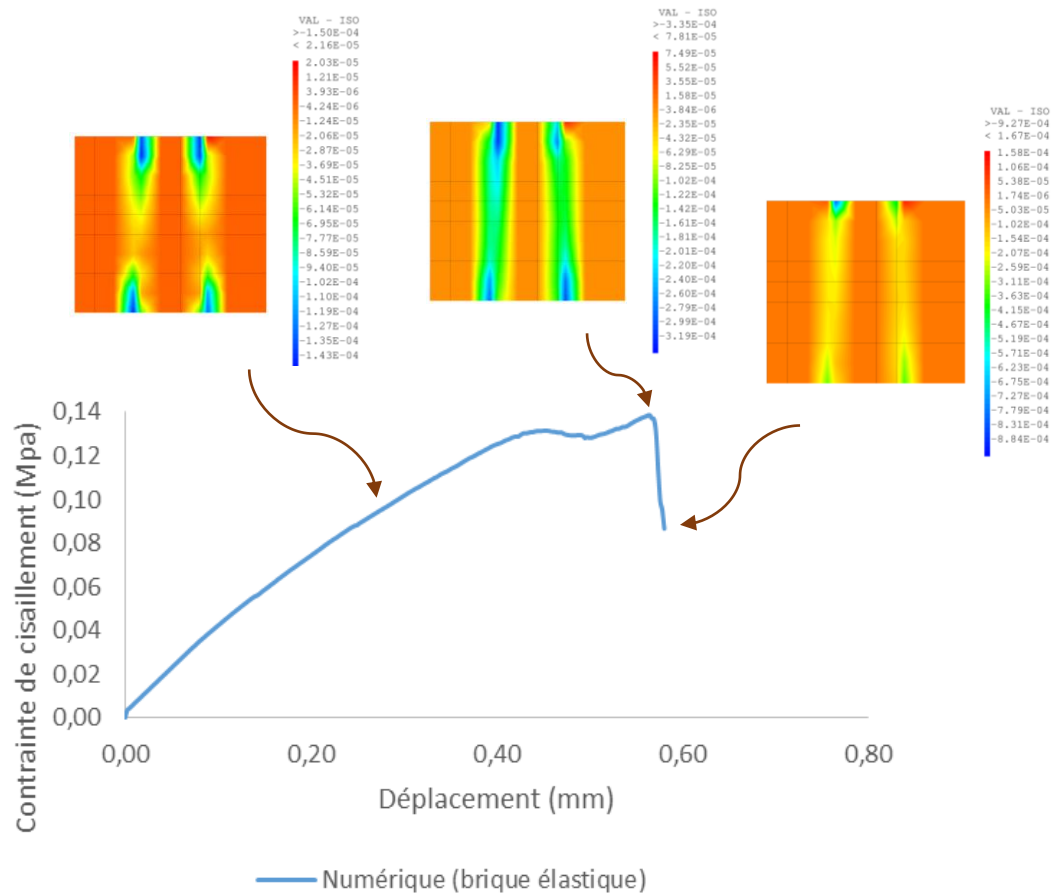 VAL - ISO
>-1.50E-04
< 2.16E-05
2.03E-05
1.21E-05
3.93E-06
-4.24E-06
-1.24E-05
-2.06E-05
-2.87E-05
-3.69E-05
-4.51E-05
-5.32E-05
-6.14E-05
-6.95E-05
-7.77E-05
-8.59E-05
-9.40E-05
-1.02E-04
-1.10E-04
-1.19E-04
-1.27E-04
-1.35E-04
-1.43E-04
VAL - ISO
>-3.35E-04
< 7.81E-05
7.49E-05
5.52E-05
3.55E-05
1.58E-05
-3.84E-06
-2.35E-05
-4.32E-05
-6.29E-05
-8.25E-05
-1.02E-04
-1.22E-04
-1.42E-04
-1.61E-04
-1.81E-04
-2.01E-04
-2.20E-04
-2.40E-04
-2.60E-04
-2.79E-04
-2.99E-04
-3.19E-04
VAL - ISO
>-9.27E-04
< 1.67E-04
1.58E-04
1.06E-04
5.38E-05
1.74E-06
-5.03E-05
-1.02E-04
-1.54E-04
-2.07E-04
-2.59E-04
-3.11E-04
-3.63E-04
-4.15E-04
-4.67E-04
-5.19E-04
-5.71E-04
-6.23E-04
-6.75E-04
-7.27E-04
-7.79E-04
-8.31E-04
-8.84E-04
Contrainte de cisaillement (Mpa)
0,14
0,12
0,10
0,08
0,06
0,04
0,02
0,00
0,00 0,20 0,40 0,60 0,80
Déplacement (mm)
Numérique (brique élastique)